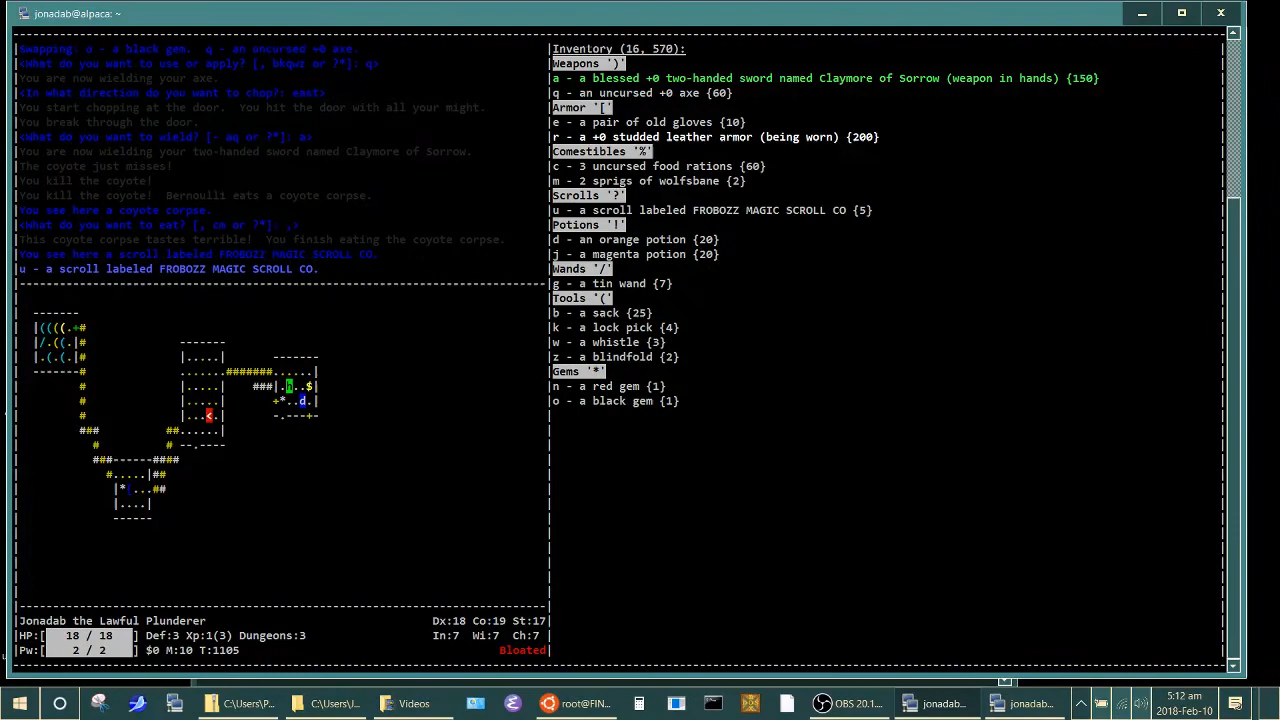 jonadab@alpaca: ~
Swapping: o - a black gem.  q - an uncursed +0 axe.
<What do you want to use or apply? [, bkqwz or ?*]: q>
You are now wielding your axe.
<In what direction do you want to chop?: east>
You start chopping at the door.  You hit the door with all your might.
You break through the door.
<What do you want to wield? [- aq or ?*]: a>
You are now wielding your two-handed sword named Claymore of Sorrow.
The coyote just misses!
You kill the coyote!
You kill the coyote!  Bernoulli eats a coyote corpse.
You see here a coyote corpse.
<What do you want to eat? [, cm or ?*]: ,>
This coyote corpse tastes terrible!  You finish eating the coyote corpse.
You see here a scroll labeled FROBOZZ MAGIC SCROLL CO.
u - a scroll labeled FROBOZZ MAGIC SCROLL CO.
-------
|((((.+#
|/.((.|#
|.(.(.|#
-------#
-------
|.....|
.......#######......|
-------
|.....|
###|.h..$|
|.....|
+*..d.|
|...<.|
-.---+-
##......|
--.----
###------####
#.....|##
|*(...##
|....|
------
Jonadab the Lawful Plunderer
Dx:18 Co:19 St:17
HP:[ 18 / 18 ] Def:3 Xp:1(3) Dungeons:3
In:7 Wi:7 Ch:7
Pw:[ 2 / 2 ] $0 M:10 T:1105
Bloated
Inventory (16, 570):
Weapons ')'
a - a blessed +0 two-handed sword named Claymore of Sorrow (weapon in hands) {150}
q - an uncursed +0 axe {60}
Armor '['
e - a pair of old gloves {10}
r - a +0 studded leather armor (being worn) {200}
Comestibles '%'
c - 3 uncursed food rations {60}
m - 2 sprigs of wolfsbane {2}
Scrolls '?'
u - a scroll labeled FROBOZZ MAGIC SCROLL CO {5}
Potions '!'
d - an orange potion {20}
j - a magenta potion {20}
Wands '/'
g - a tin wand {7}
Tools '('
b - a sack {25}
k - a lock pick {4}
w - a whistle {3}
z - a blindfold {2}
Gems '*'
n - a red gem {1}
o - a black gem {1}
C:\Users\P...
C:\Users\J...
Videos
root@FIN...
OBS 20.1....
jonadab...
jonadab...
5:12 am
2018-Feb-10